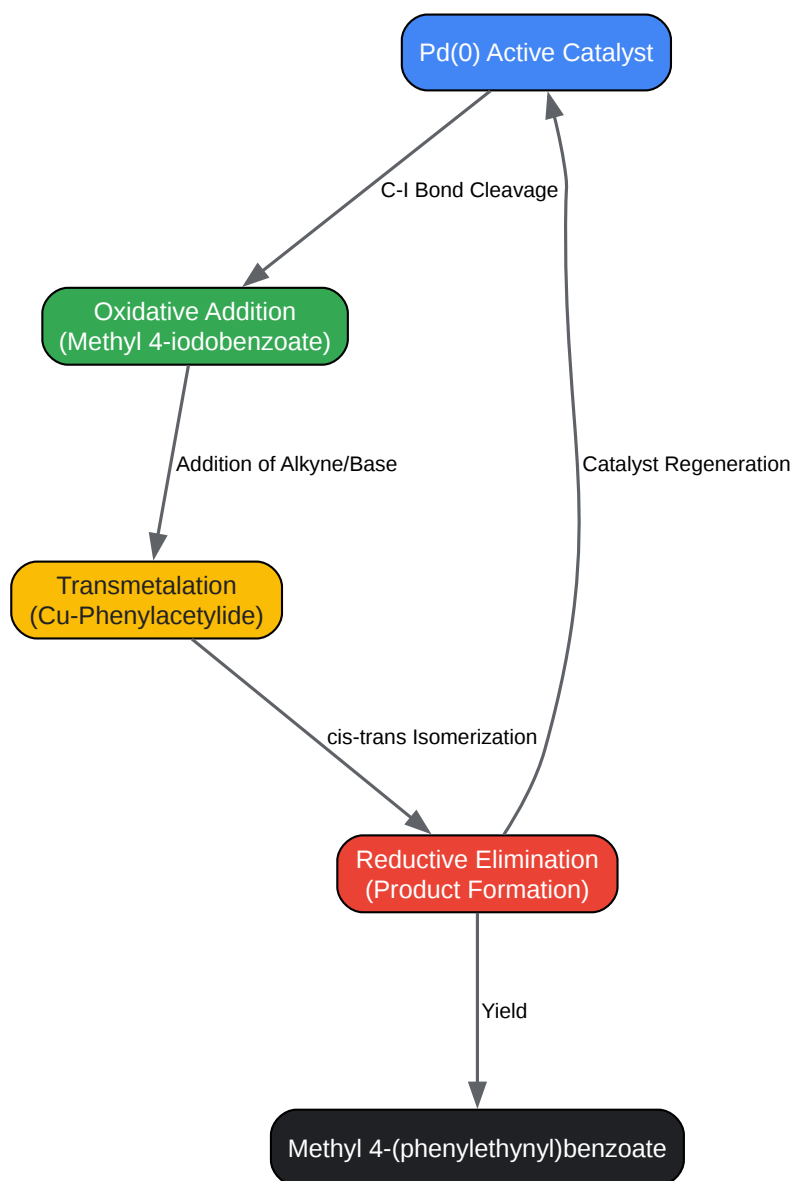 Pd(0) Active Catalyst
C-I Bond Cleavage
Oxidative Addition
(Methyl 4-iodobenzoate)
Addition of Alkyne/Base
Catalyst Regeneration
Transmetalation
(Cu-Phenylacetylide)
cis-trans Isomerization
Reductive Elimination
(Product Formation)
Yield
Methyl 4-(phenylethynyl)benzoate